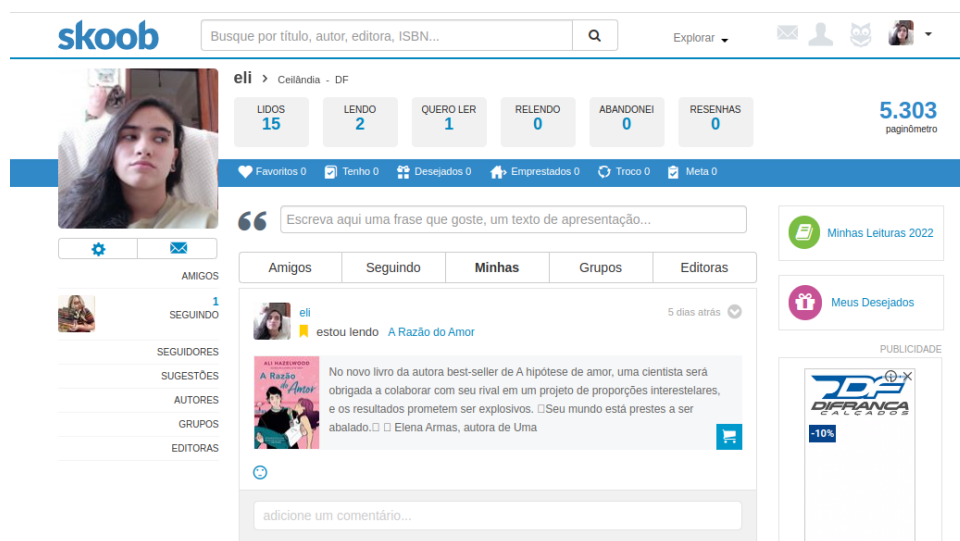 skoob
Busque por título, autor, editora, ISBN...
Explorar
eli > Ceilândia - DF
LIDOS
15
LENDO
2
QUERO LER
1
RELENDO
0
ABANDONEI
0
RESENHAS
0
5.303
paginômetro
Favoritos 0
Tenho 0
Desejados 0
Emprestados 0
Troco 0
Meta 0
Escreva aqui uma frase que goste, um texto de apresentação...
AMIGOS
1
SEGUINDO
SEGUIDORES
SUGESTÕES
AUTORES
GRUPOS
EDITORAS
Amigos
Seguindo
Minhas
Grupos
Editoras
eli
5 dias atrás
estou lendo A Razão do Amor
ALI HAZELWOOD
A Razão
do Amor
No novo livro da autora best-seller de A hipótese de amor, uma cientista será
obrigada a colaborar com seu rival em um projeto de proporções interestelares,
e os resultados prometem ser explosivos. □Seu mundo está prestes a ser
abalado.□ □ Elena Armas, autora de Uma
adicione um comentário...
Minhas Leituras 2022
Meus Desejados
PUBLICIDADE
DF
DIFRANCA
CALCADOS
-10%